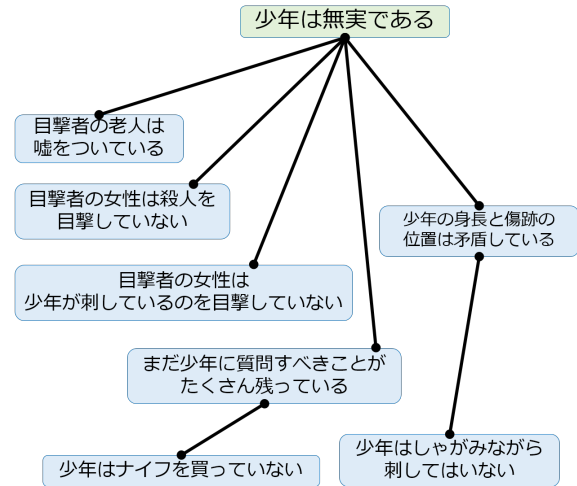 少年は無実である
目撃者の老人は
嘘をついている
目撃者の女性は殺人を
目撃していない
少年の身長と傷跡の
位置は矛盾している
目撃者の女性は
少年が刺しているのを目撃していない
まだ少年に質問すべきことが
たくさん残っている
少年はナイフを買っていない
少年はしゃがみながら
刺してはいない